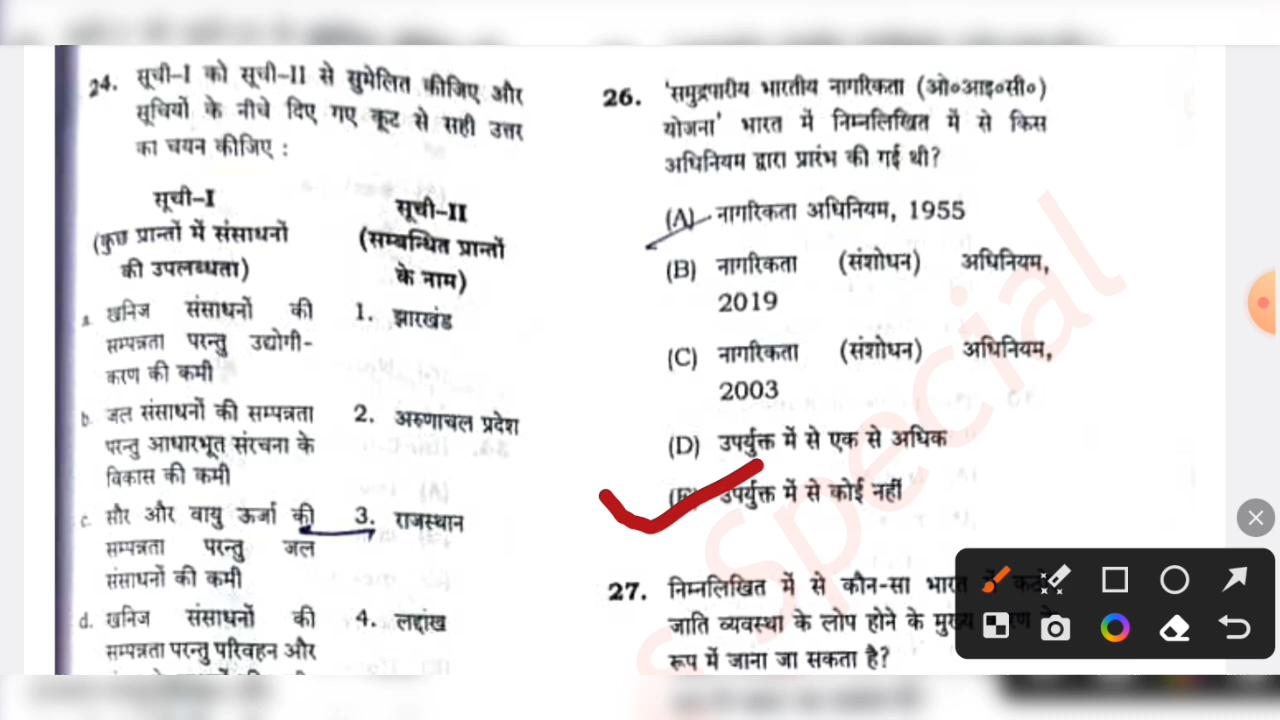 24. सूची-I को सूची-II से सुमेलित कीजिए और
सूचियों के नीचे दिए गए कूट से सही उत्तर
का चयन कीजिए :
सूची-I
(कुछ प्रान्तों में संसाधनों
की उपलब्धता)
सूची-II
(सम्बन्धित प्रान्तों
के नाम)
a. खनिज संसाधनों की
सम्पन्नता परन्तु उद्योगी-
करण की कमी
1. झारखंड
b. जल संसाधनों की सम्पन्नता
परन्तु आधारभूत संरचना के
विकास की कमी
2. अरुणाचल प्रदेश
c. सौर और वायु ऊर्जा की
सम्पन्नता परन्तु जल
संसाधनों की कमी
3. राजस्थान
d. खनिज संसाधनों की
सम्पन्नता परन्तु परिवहन और
4. लद्दाख
26. 'समुद्रपारीय भारतीय नागरिकता (ओ॰आइ॰सी॰)
योजना' भारत में निम्नलिखित में से किस
अधिनियम द्वारा प्रारंभ की गई थी?
(A) नागरिकता अधिनियम, 1955
(B) नागरिकता (संशोधन) अधिनियम,
2019
(C) नागरिकता (संशोधन) अधिनियम,
2003
(D) उपर्युक्त में से एक से अधिक
(E) उपर्युक्त में से कोई नहीं
27. निम्नलिखित में से कौन-सा भारत में
जाति व्यवस्था के लोप होने के मुख्य
रूप में जाना जा सकता है?
Special